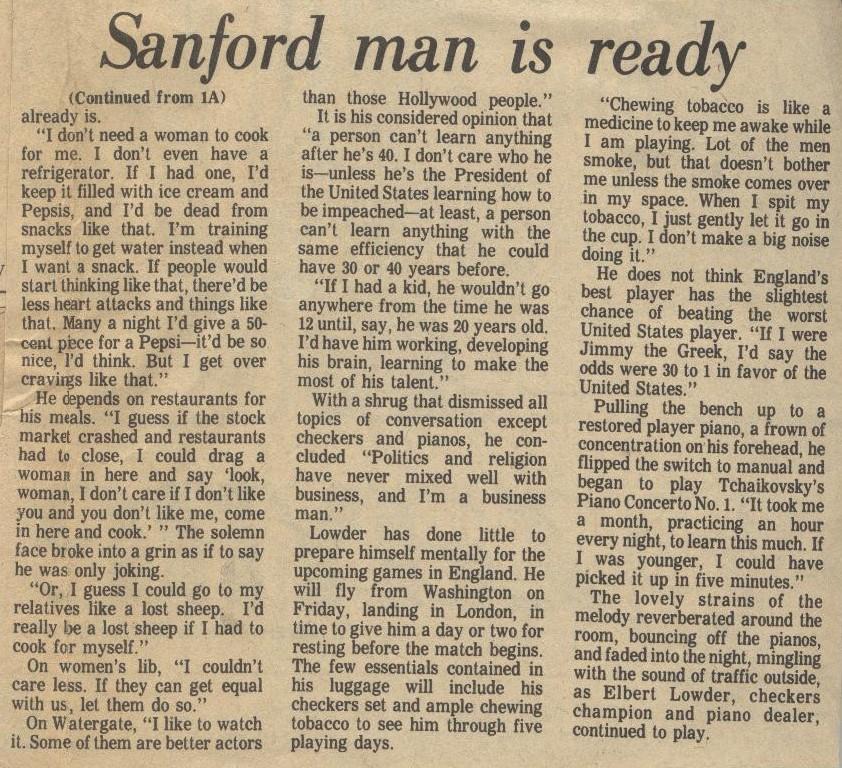 Sanford man is ready
(Continued from 1A)
already is.
"I don't need a woman to cook
for me. I don't even have a
refrigerator. If I had one, I'd
keep it filled with ice cream and
Pepsis, and I'd be dead from
snacks like that. I'm training
myself to get water instead when
I want a snack. If people would
start thinking like that, there'd be
less heart attacks and things like
that. Many a night I'd give a 50-
cent piece for a Pepsi—it'd be so
nice, I'd think. But I get over
cravings like that."
He depends on restaurants for
his meals. "I guess if the stock
market crashed and restaurants
had to close, I could drag a
woman in here and say 'look,
woman, I don't care if I don't like
you and you don't like me, come
in here and cook.' " The solemn
face broke into a grin as if to say
he was only joking.
"Or, I guess I could go to my
relatives like a lost sheep. I'd
really be a lost sheep if I had to
cook for myself."
On women's lib, "I couldn't
care less. If they can get equal
with us, let them do so."
On Watergate, "I like to watch
it. Some of them are better actors
than those Hollywood people."
It is his considered opinion that
"a person can't learn anything
after he's 40. I don't care who he
is—unless he's the President of
the United States learning how to
be impeached—at least, a person
can't learn anything with the
same efficiency that he could
have 30 or 40 years before.
"If I had a kid, he wouldn't go
anywhere from the time he was
12 until, say, he was 20 years old.
I'd have him working, developing
his brain, learning to make the
most of his talent."
With a shrug that dismissed all
topics of conversation except
checkers and pianos, he con-
cluded "Politics and religion
have never mixed well with
business, and I'm a business
man."
Lowder has done little to
prepare himself mentally for the
upcoming games in England. He
will fly from Washington on
Friday, landing in London, in
time to give him a day or two for
resting before the match begins.
The few essentials contained in
his luggage will include his
checkers set and ample chewing
tobacco to see him through five
playing days.
"Chewing tobacco is like a
medicine to keep me awake while
I am playing. Lot of the men
smoke, but that doesn't bother
me unless the smoke comes over
in my space. When I spit my
tobacco, I just gently let it go in
the cup. I don't make a big noise
doing it."
He does not think England's
best player has the slightest
chance of beating the worst
United States player. "If I were
Jimmy the Greek, I'd say the
odds were 30 to 1 in favor of the
United States."
Pulling the bench up to a
restored player piano, a frown of
concentration on his forehead, he
flipped the switch to manual and
began to play Tchaikovsky's
Piano Concerto No. 1. "It took me
a month, practicing an hour
every night, to learn this much. If
I was younger, I could have
picked it up in five minutes."
The lovely strains of the
melody reverberated around the
room, bouncing off the pianos,
and faded into the night, mingling
with the sound of traffic outside,
as Elbert Lowder, checkers
champion and piano dealer,
continued to play.